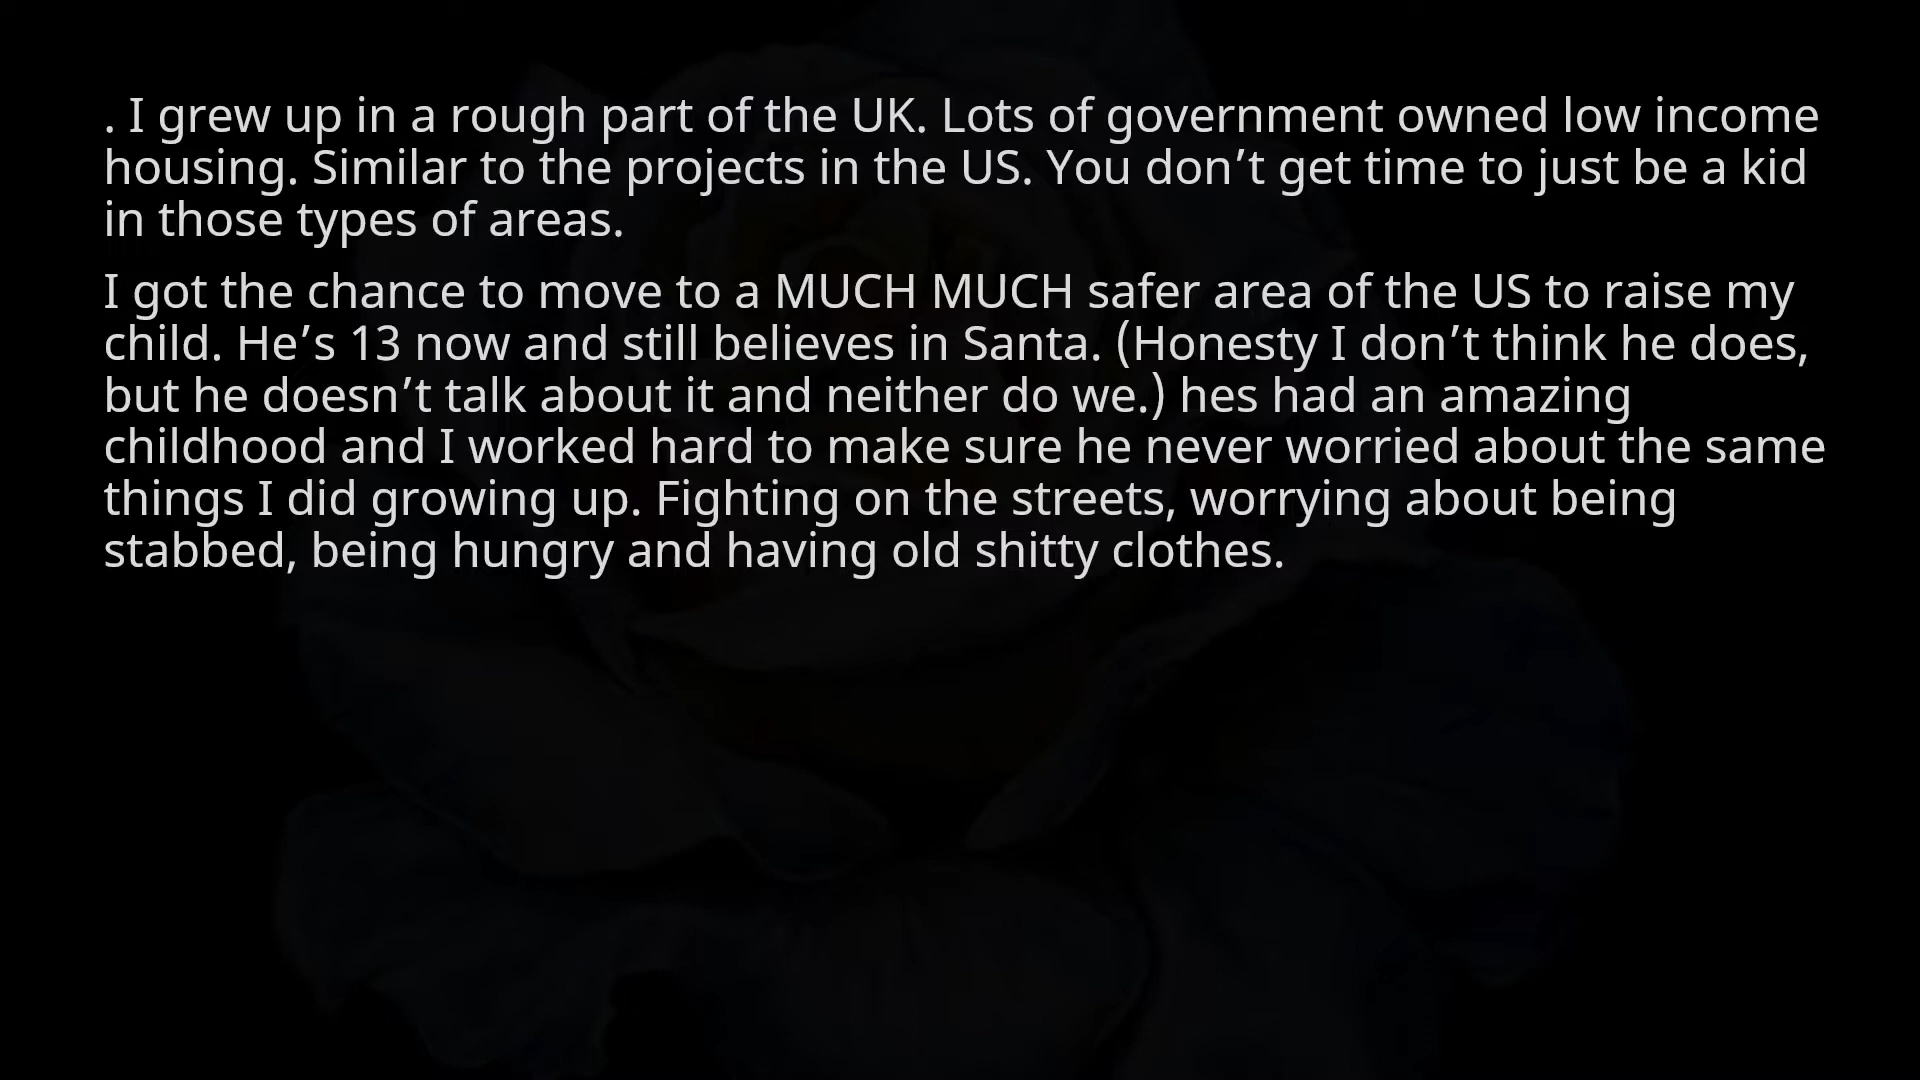 . I grew up in a rough part of the UK. Lots of government owned low income
housing. Similar to the projects in the US. You don’t get time to just be a kid
in those types of areas.
I got the chance to move to a MUCH MUCH safer area of the US to raise my
child. He’s 13 now and still believes in Santa. (Honesty I don’t think he does,
but he doesn’t talk about it and neither do we.) hes had an amazing
childhood and I worked hard to make sure he never worried about the same
things I did growing up. Fighting on the streets, worrying about being
stabbed, being hungry and having old shitty clothes.